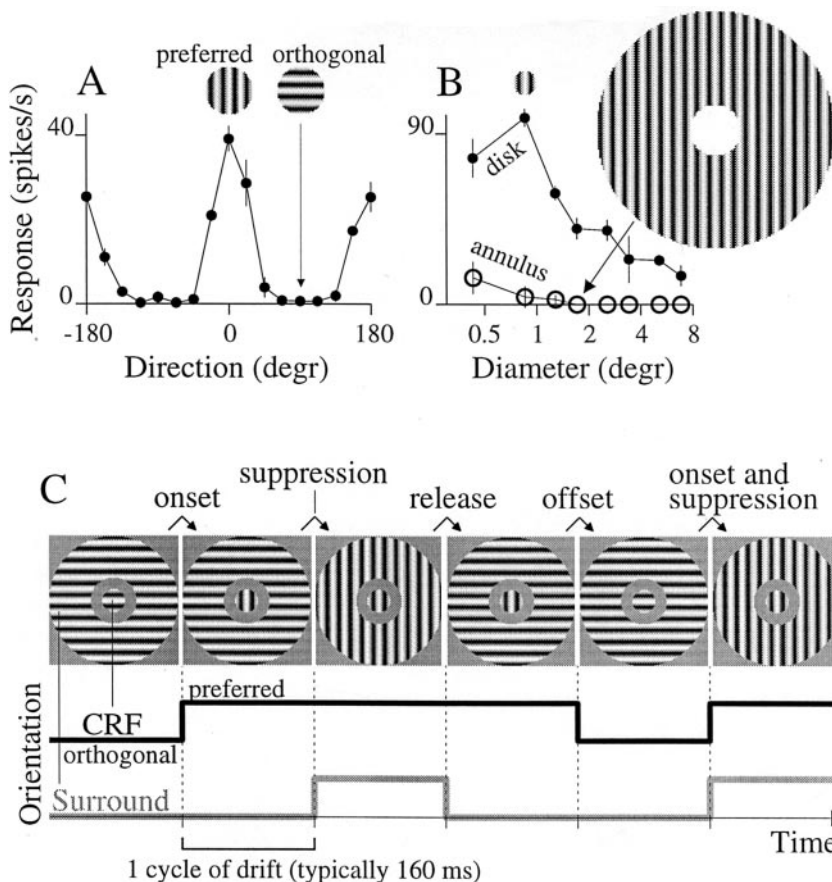 A
preferred
orthogonal
Response (spikes/s)
40
0
-180
0
180
Direction (degr)
B
90
disk
annulus
0
0.5
1
2
4
8
Diameter (degr)
C
onset
suppression
release
offset
onset and
suppression
Orientation
preferred
CRF
orthogonal
Surround
Time
1 cycle of drift (typically 160 ms)